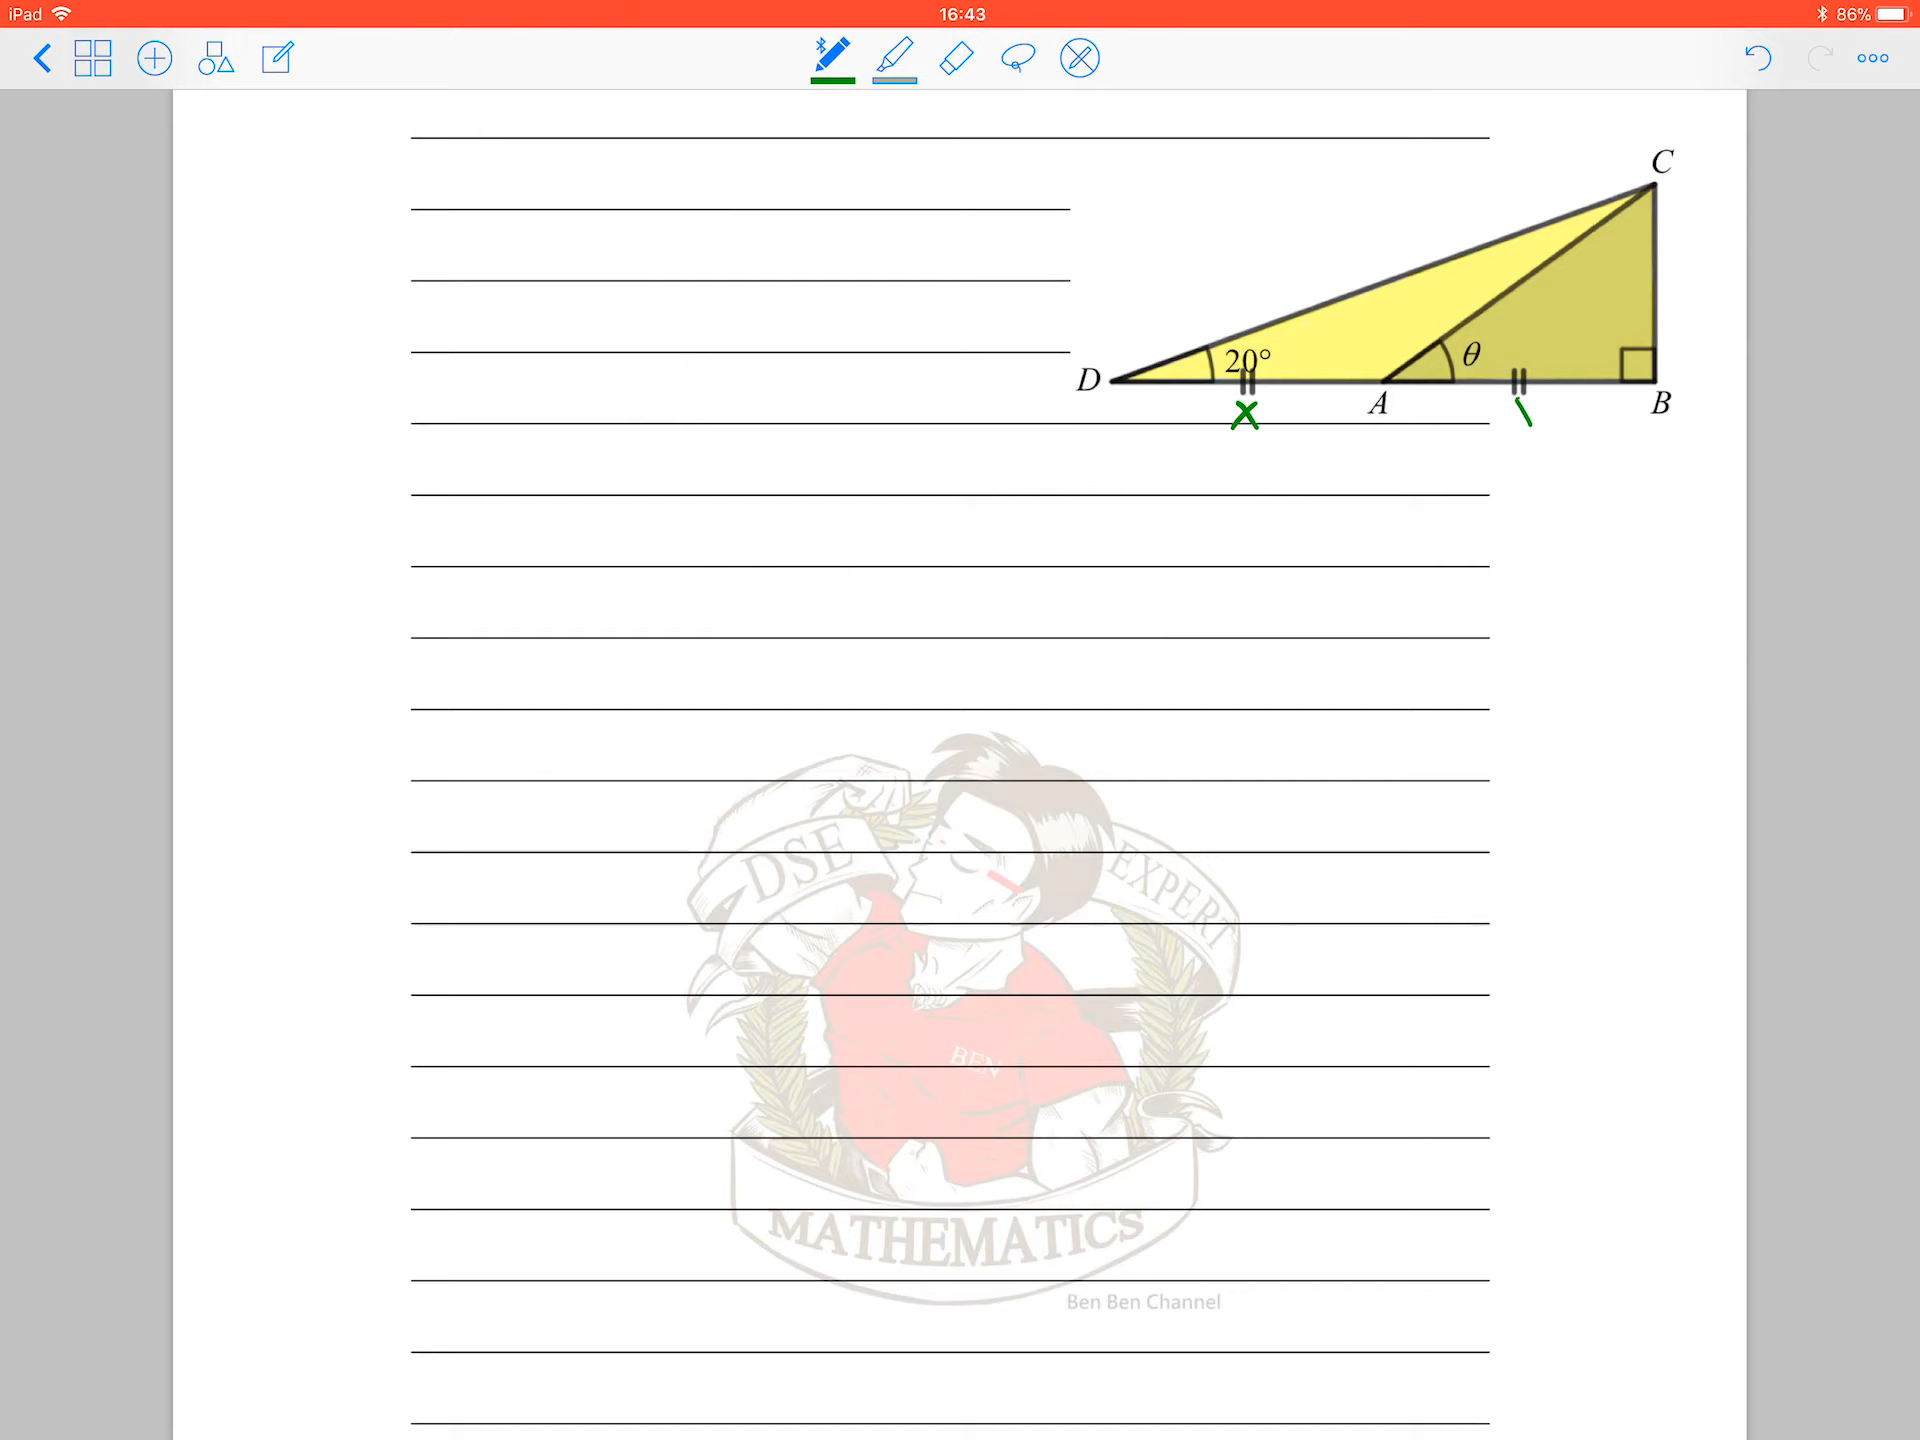 iPad 16:43 86%
C
20° θ
D A B
x
DSE EXPERT
BEN
MATHEMATICS
Ben Ben Channel